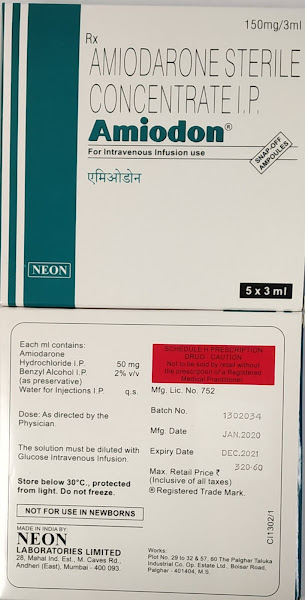 150mg/3ml
Rx
AMIODARONE STERILE
CONCENTRATE I.P.
Amiodon®
For Intravenous Infusion use
SNAP-OFF
AMPOULES
एमिओडोन
NEON
5 x 3 ml
Each ml contains:
Amiodarone
Hydrochloride I.P. 50 mg
Benzyl Alcohol I.P. 2% v/v
(as preservative)
Water for Injections I.P. q.s.
Dose: As directed by the
Physician.
The solution must be diluted with
Glucose Intravenous Infusion.
Store below 30°C., protected
from light. Do not freeze.
NOT FOR USE IN NEWBORNS
MADE IN INDIA BY:
NEON
LABORATORIES LIMITED
28, Mahal Ind. Est., M. Caves Rd.,
Andheri (East), Mumbai - 400 093.
SCHEDULE H PRESCRIPTION
DRUG - CAUTION
Not to be sold by retail without
the prescription of a Registered
Medical Practitioner.
Mfg. Lic. No. 752
Batch No. 1302034
Mfg. Date JAN.2020
Expiry Date DEC.2021
Max. Retail Price ₹ 320.60
(Inclusive of all taxes)
®Registered Trade Mark.
Works:
Plot No. 29 to 32 & 57, 60 The Palghar Taluka
Industrial Co. Op. Estate Ltd., Boisar Road,
Palghar - 401404, M.S.
CI1302/1